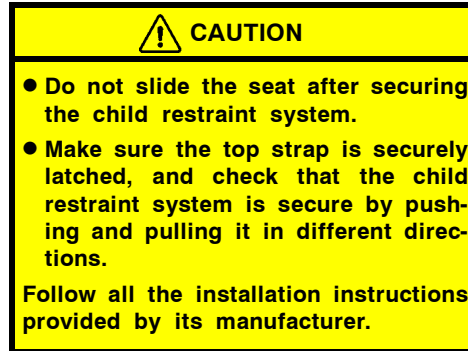 CAUTION
● Do not slide the seat after securing
the child restraint system.
● Make sure the top strap is securely
latched, and check that the child
restraint system is secure by push-
ing and pulling it in different direc-
tions.
Follow all the installation instructions
provided by its manufacturer.